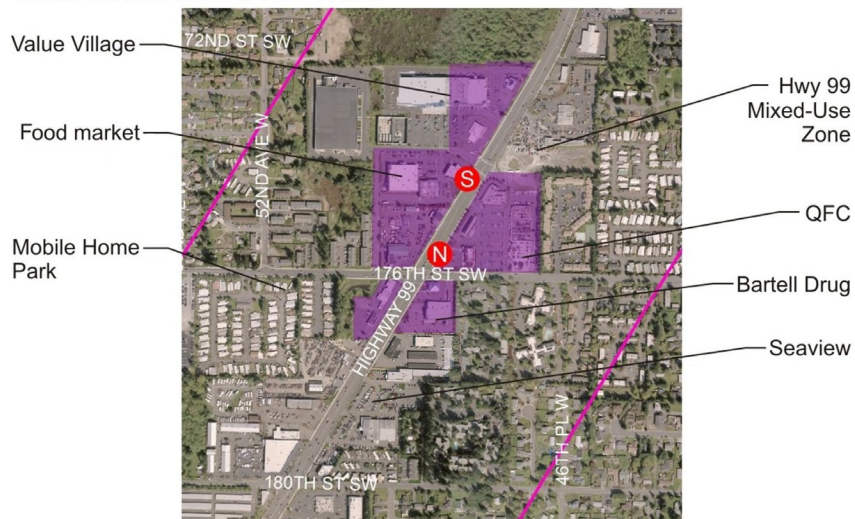 72ND ST SW
Value Village
Food market
Mobile Home
Park
52ND AVE W
S
N
176TH ST SW
HIGHWAY 99
180TH ST SW
46TH PL W
Hwy 99
Mixed-Use
Zone
QFC
Bartell Drug
Seaview